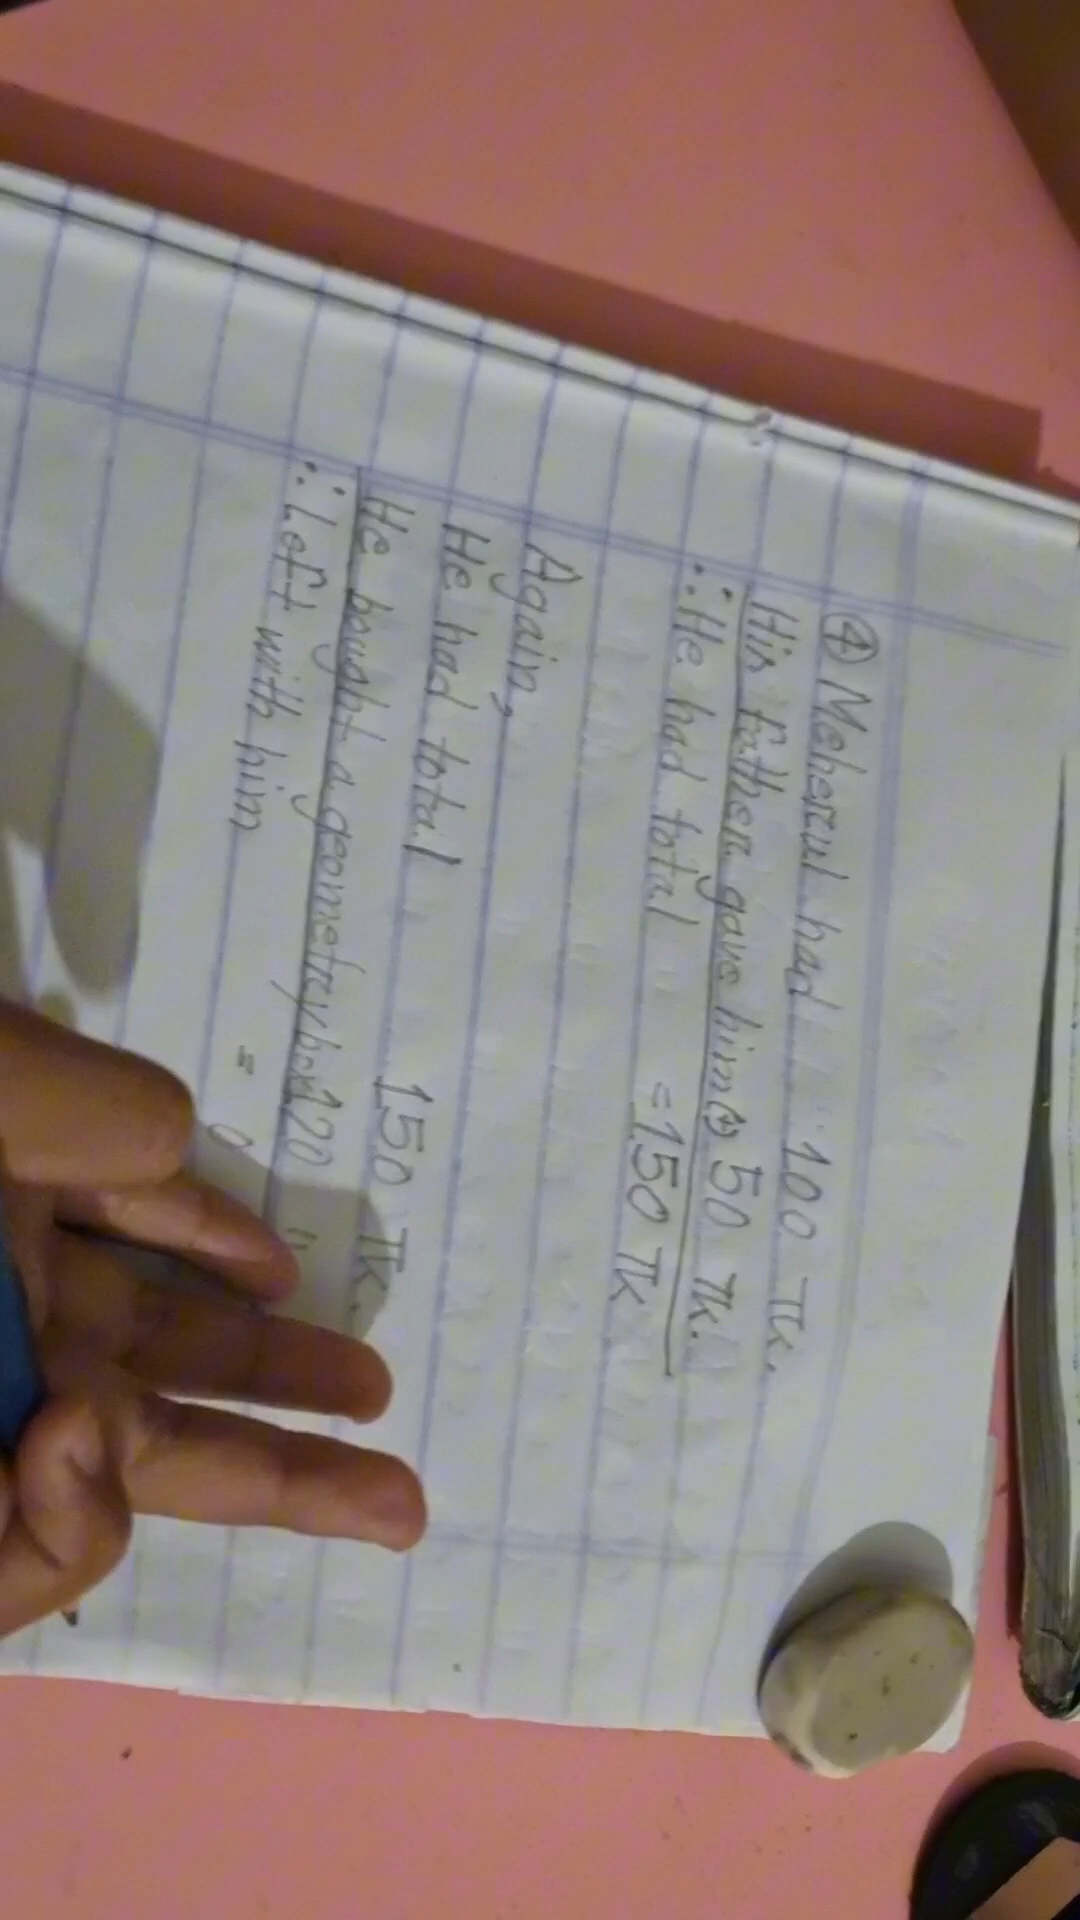 ④ Meherul had 100 TK.
His father gave him (+) 50 TK.
∴ He had total = 150 TK
Again,
He had total 150 TK.
He bought a geometry box 120 "
∴ Left with him = 0